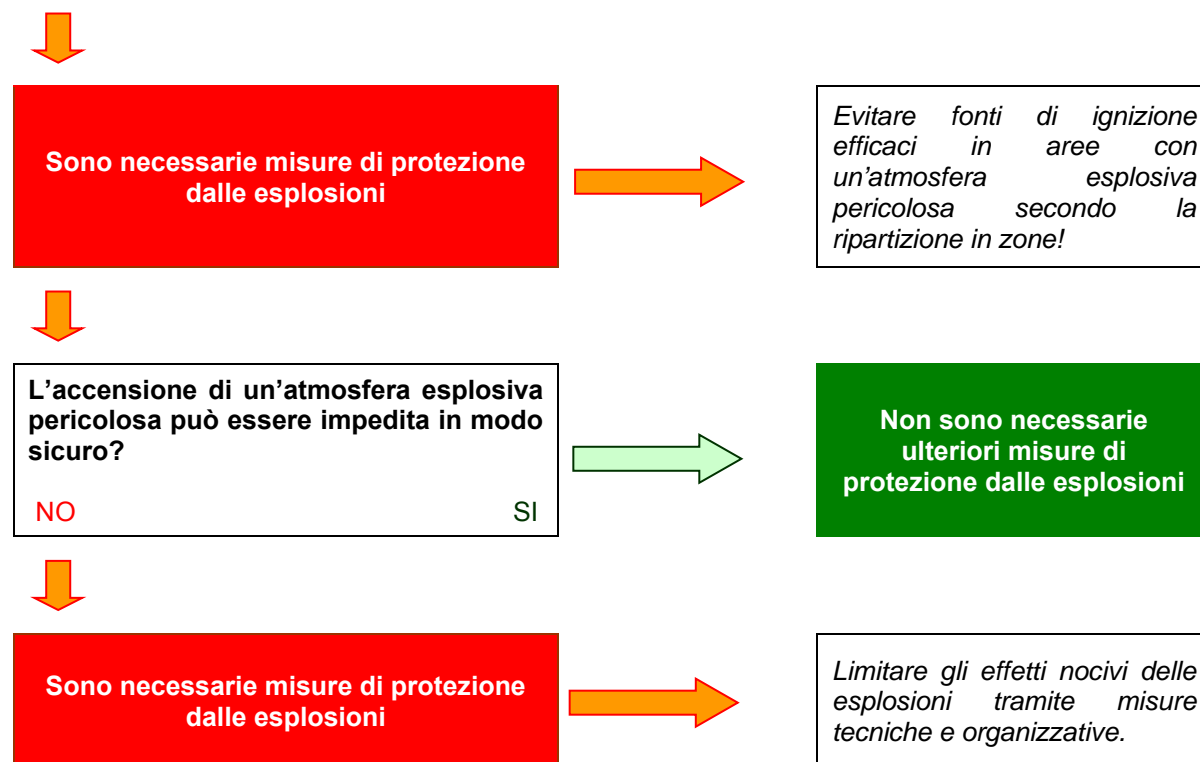 Sono necessarie misure di protezione
dalle esplosioni
Evitare fonti di ignizione
efficaci in aree con
un'atmosfera esplosiva
pericolosa secondo la
ripartizione in zone!
L'accensione di un'atmosfera esplosiva
pericolosa può essere impedita in modo
sicuro?
NO SI
Non sono necessarie
ulteriori misure di
protezione dalle esplosioni
Sono necessarie misure di protezione
dalle esplosioni
Limitare gli effetti nocivi delle
esplosioni tramite misure
tecniche e organizzative.